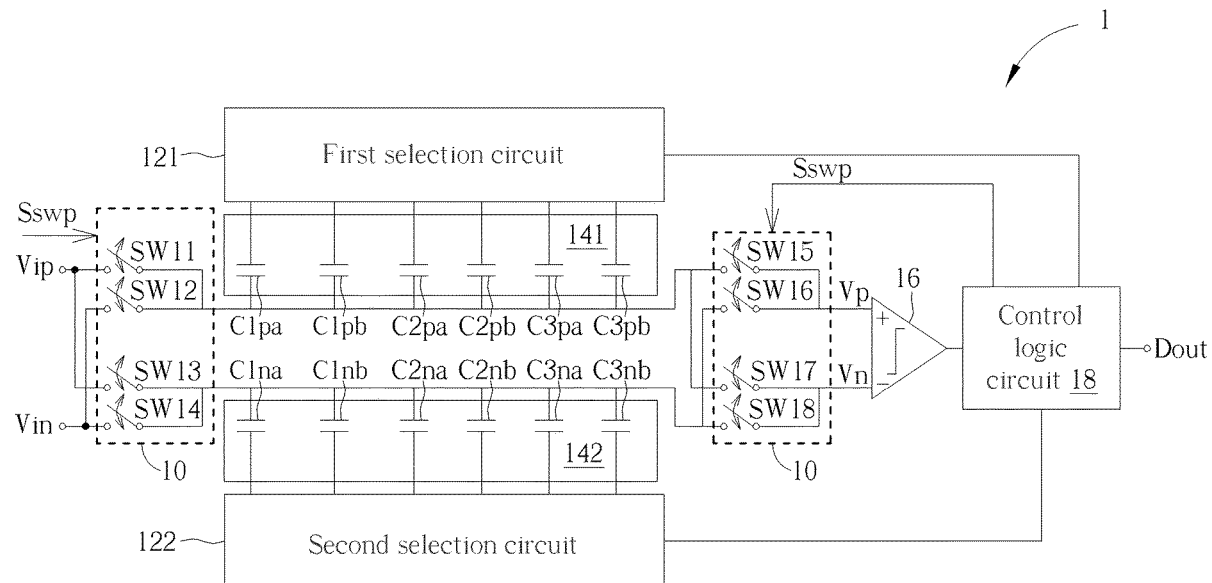 1
First selection circuit
121
Sswp
Sswp
141
SW11
SW15
Vip
16
SW12
SW16
Vp
C1pa C1pb C2pa C2pb C3pa C3pb
+
Control
logic
circuit 18
Dout
C1na C1nb C2na C2nb C3na C3nb
SW13
SW17
Vn
−
SW14
SW18
Vin
142
10
10
122
Second selection circuit